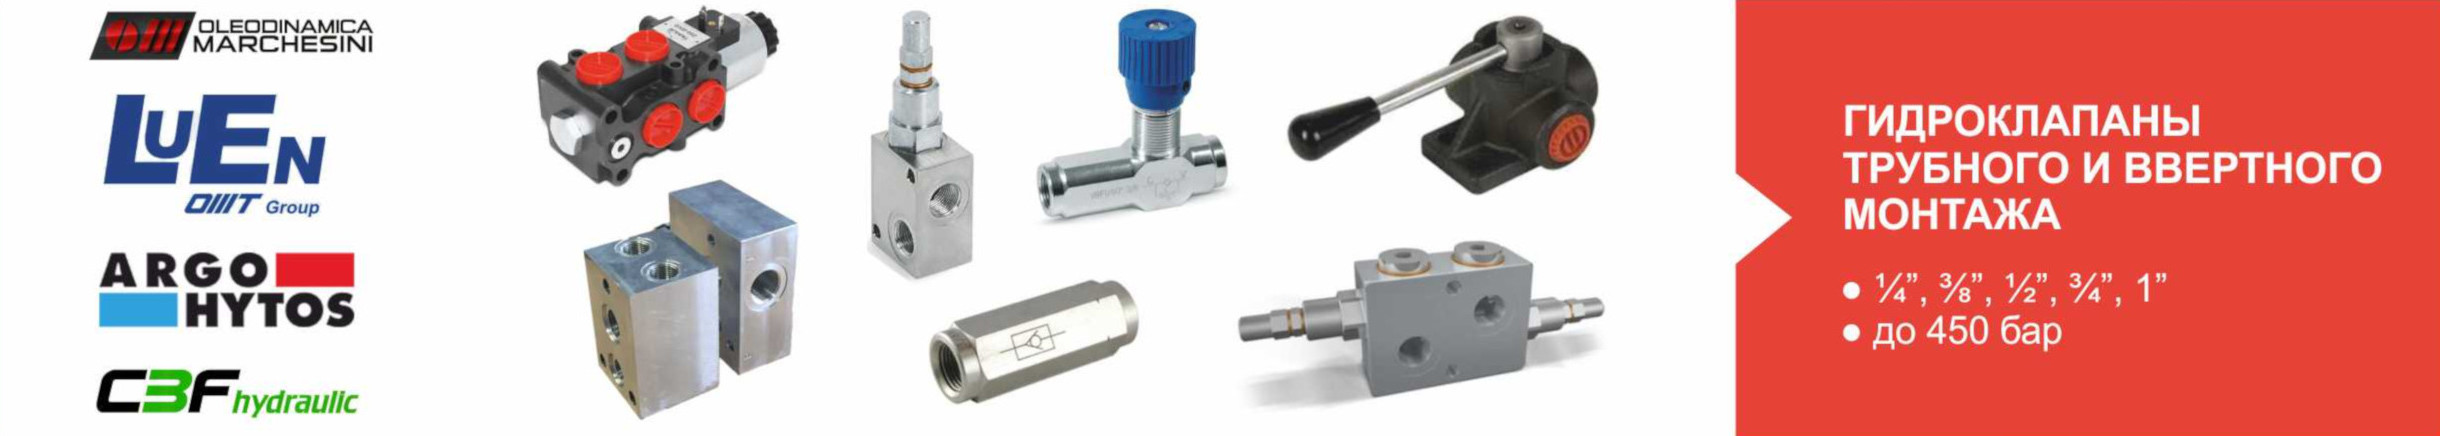 OLEODINAMICA
MARCHESINI
LUEN
OMT Group
ARGO
HYTOS
CBF hydraulic
ГИДРОКЛАПАНЫ
ТРУБНОГО И ВВЕРТНОГО
МОНТАЖА
● ¼”, ⅜”, ½”, ¾”, 1”
● до 450 бар